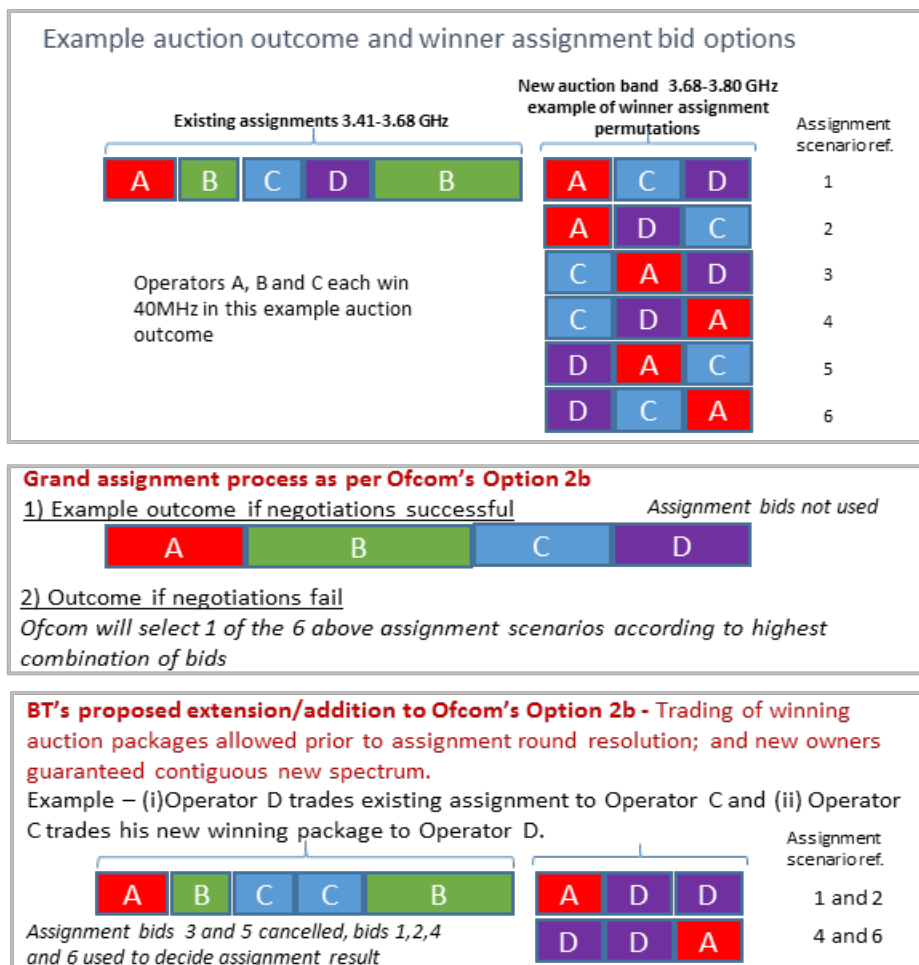 Example auction outcome and winner assignment bid options
New auction band 3.68-3.80 GHz
example of winner assignment
permutations
Existing assignments 3.41-3.68 GHz
Assignment
scenario ref.
A B C D B A C D 1
A D C 2
C A D 3
C D A 4
D A C 5
D C A 6
Operators A, B and C each win
40MHz in this example auction
outcome
Grand assignment process as per Ofcom's Option 2b
1) Example outcome if negotiations successful Assignment bids not used
A B C D
2) Outcome if negotiations fail
Ofcom will select 1 of the 6 above assignment scenarios according to highest
combination of bids
BT's proposed extension/addition to Ofcom's Option 2b - Trading of winning
auction packages allowed prior to assignment round resolution; and new owners
guaranteed contiguous new spectrum.
Example – (i)Operator D trades existing assignment to Operator C and (ii) Operator
C trades his new winning package to Operator D.
Assignment
scenario ref.
A B C C B A D D 1 and 2
D D A 4 and 6
Assignment bids 3 and 5 cancelled, bids 1,2,4
and 6 used to decide assignment result